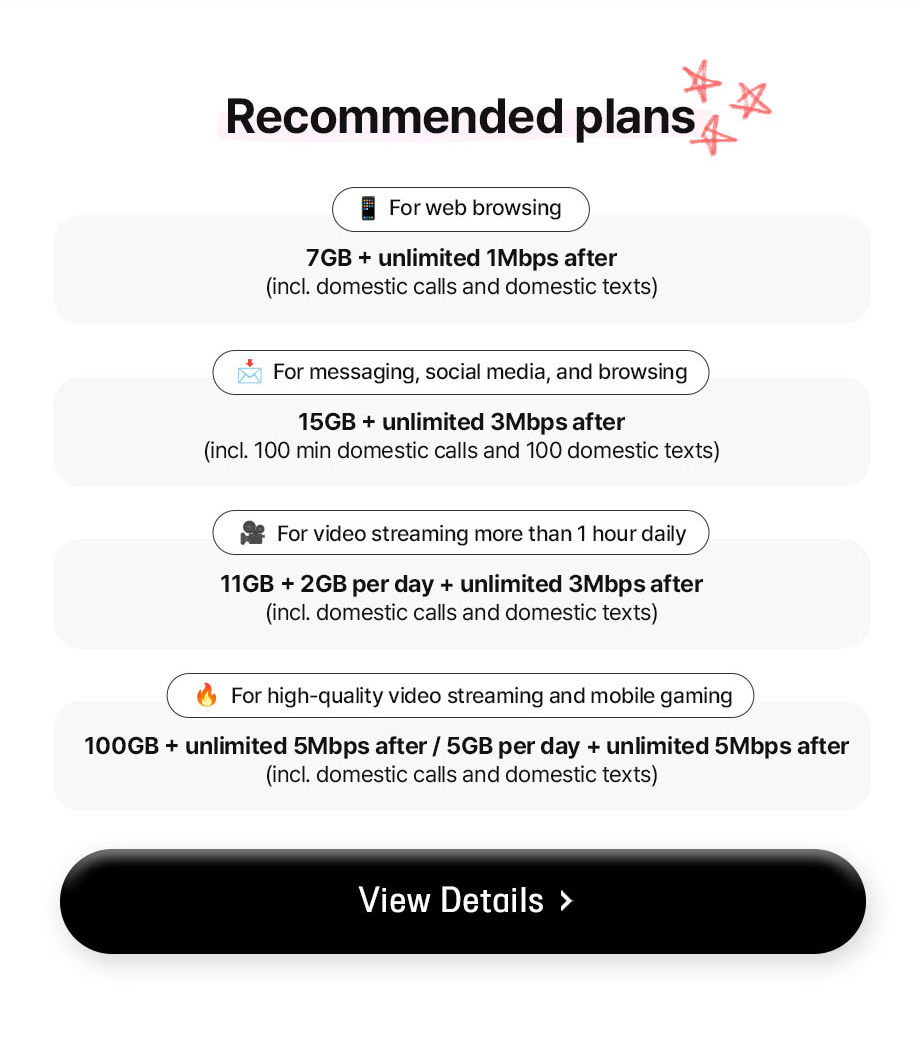 Recommended plans
📱 For web browsing
7GB + unlimited 1Mbps after
(incl. domestic calls and domestic texts)
📩 For messaging, social media, and browsing
15GB + unlimited 3Mbps after
(incl. 100 min domestic calls and 100 domestic texts)
🎥 For video streaming more than 1 hour daily
11GB + 2GB per day + unlimited 3Mbps after
(incl. domestic calls and domestic texts)
🔥 For high-quality video streaming and mobile gaming
100GB + unlimited 5Mbps after / 5GB per day + unlimited 5Mbps after
(incl. domestic calls and domestic texts)
View Details ›